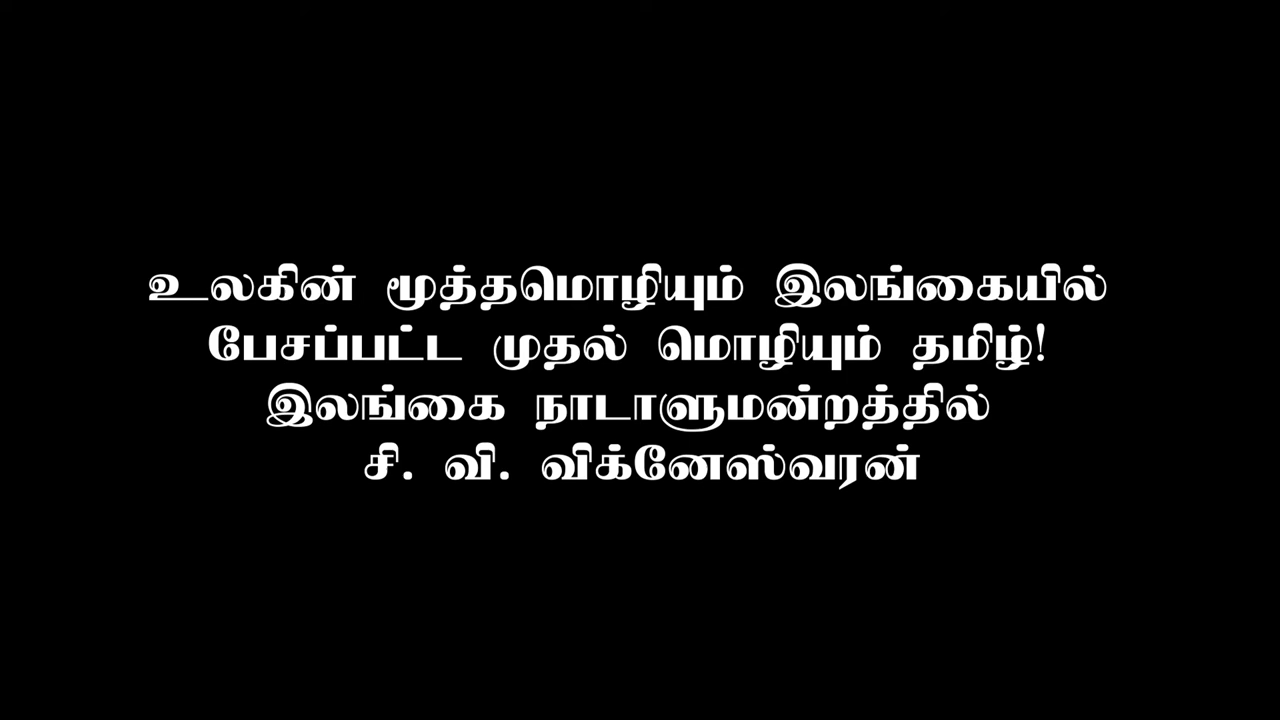 உலகின் மூத்தமொழியும் இலங்கையில்
பேசப்பட்ட முதல் மொழியும் தமிழ்!
இலங்கை நாடாளுமன்றத்தில்
சி. வி. விக்னேஸ்வரன்